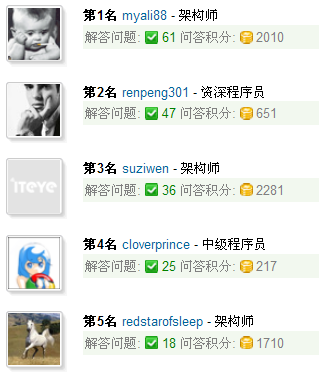 第1名 myali88 - 架构师
解答问题: 61 问答积分: 2010
第2名 renpeng301 - 资深程序员
解答问题: 47 问答积分: 651
ITEYE
第3名 suziwen - 架构师
解答问题: 36 问答积分: 2281
第4名 cloverprince - 中级程序员
解答问题: 25 问答积分: 217
第5名 redstarofsleep - 架构师
解答问题: 18 问答积分: 1710